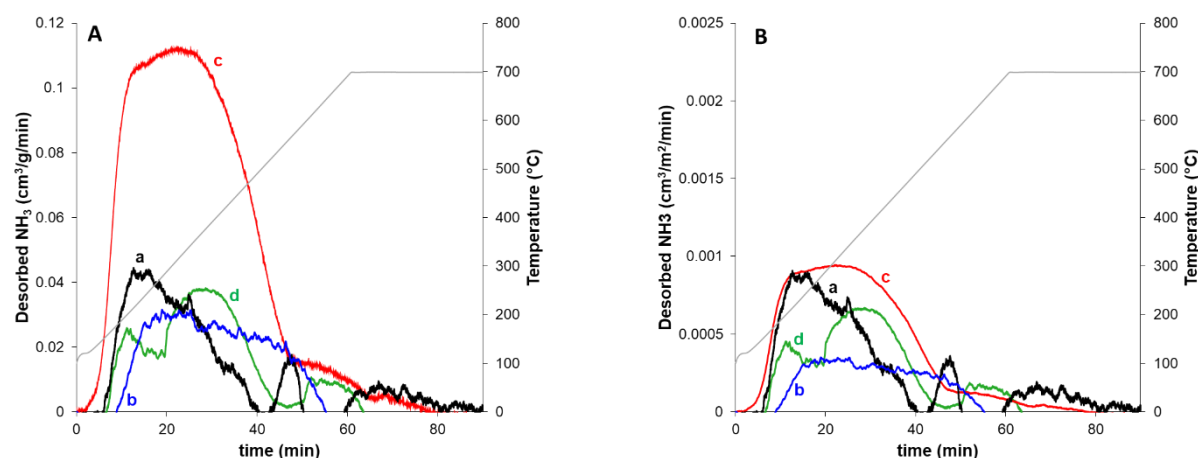 A
Desorbed NH₃ (cm³/g/min)
0.12
0.1
0.08
0.06
0.04
0.02
0
800
700
600
500
400
300
200
100
0
Temperature (°C)
c
a
d
b
0
20
40
60
80
time (min)
B
Desorbed NH3 (cm³/m²/min)
0.0025
0.002
0.0015
0.001
0.0005
0
800
700
600
500
400
300
200
100
0
Temperature (°C)
c
a
d
b
0
20
40
60
80
time (min)